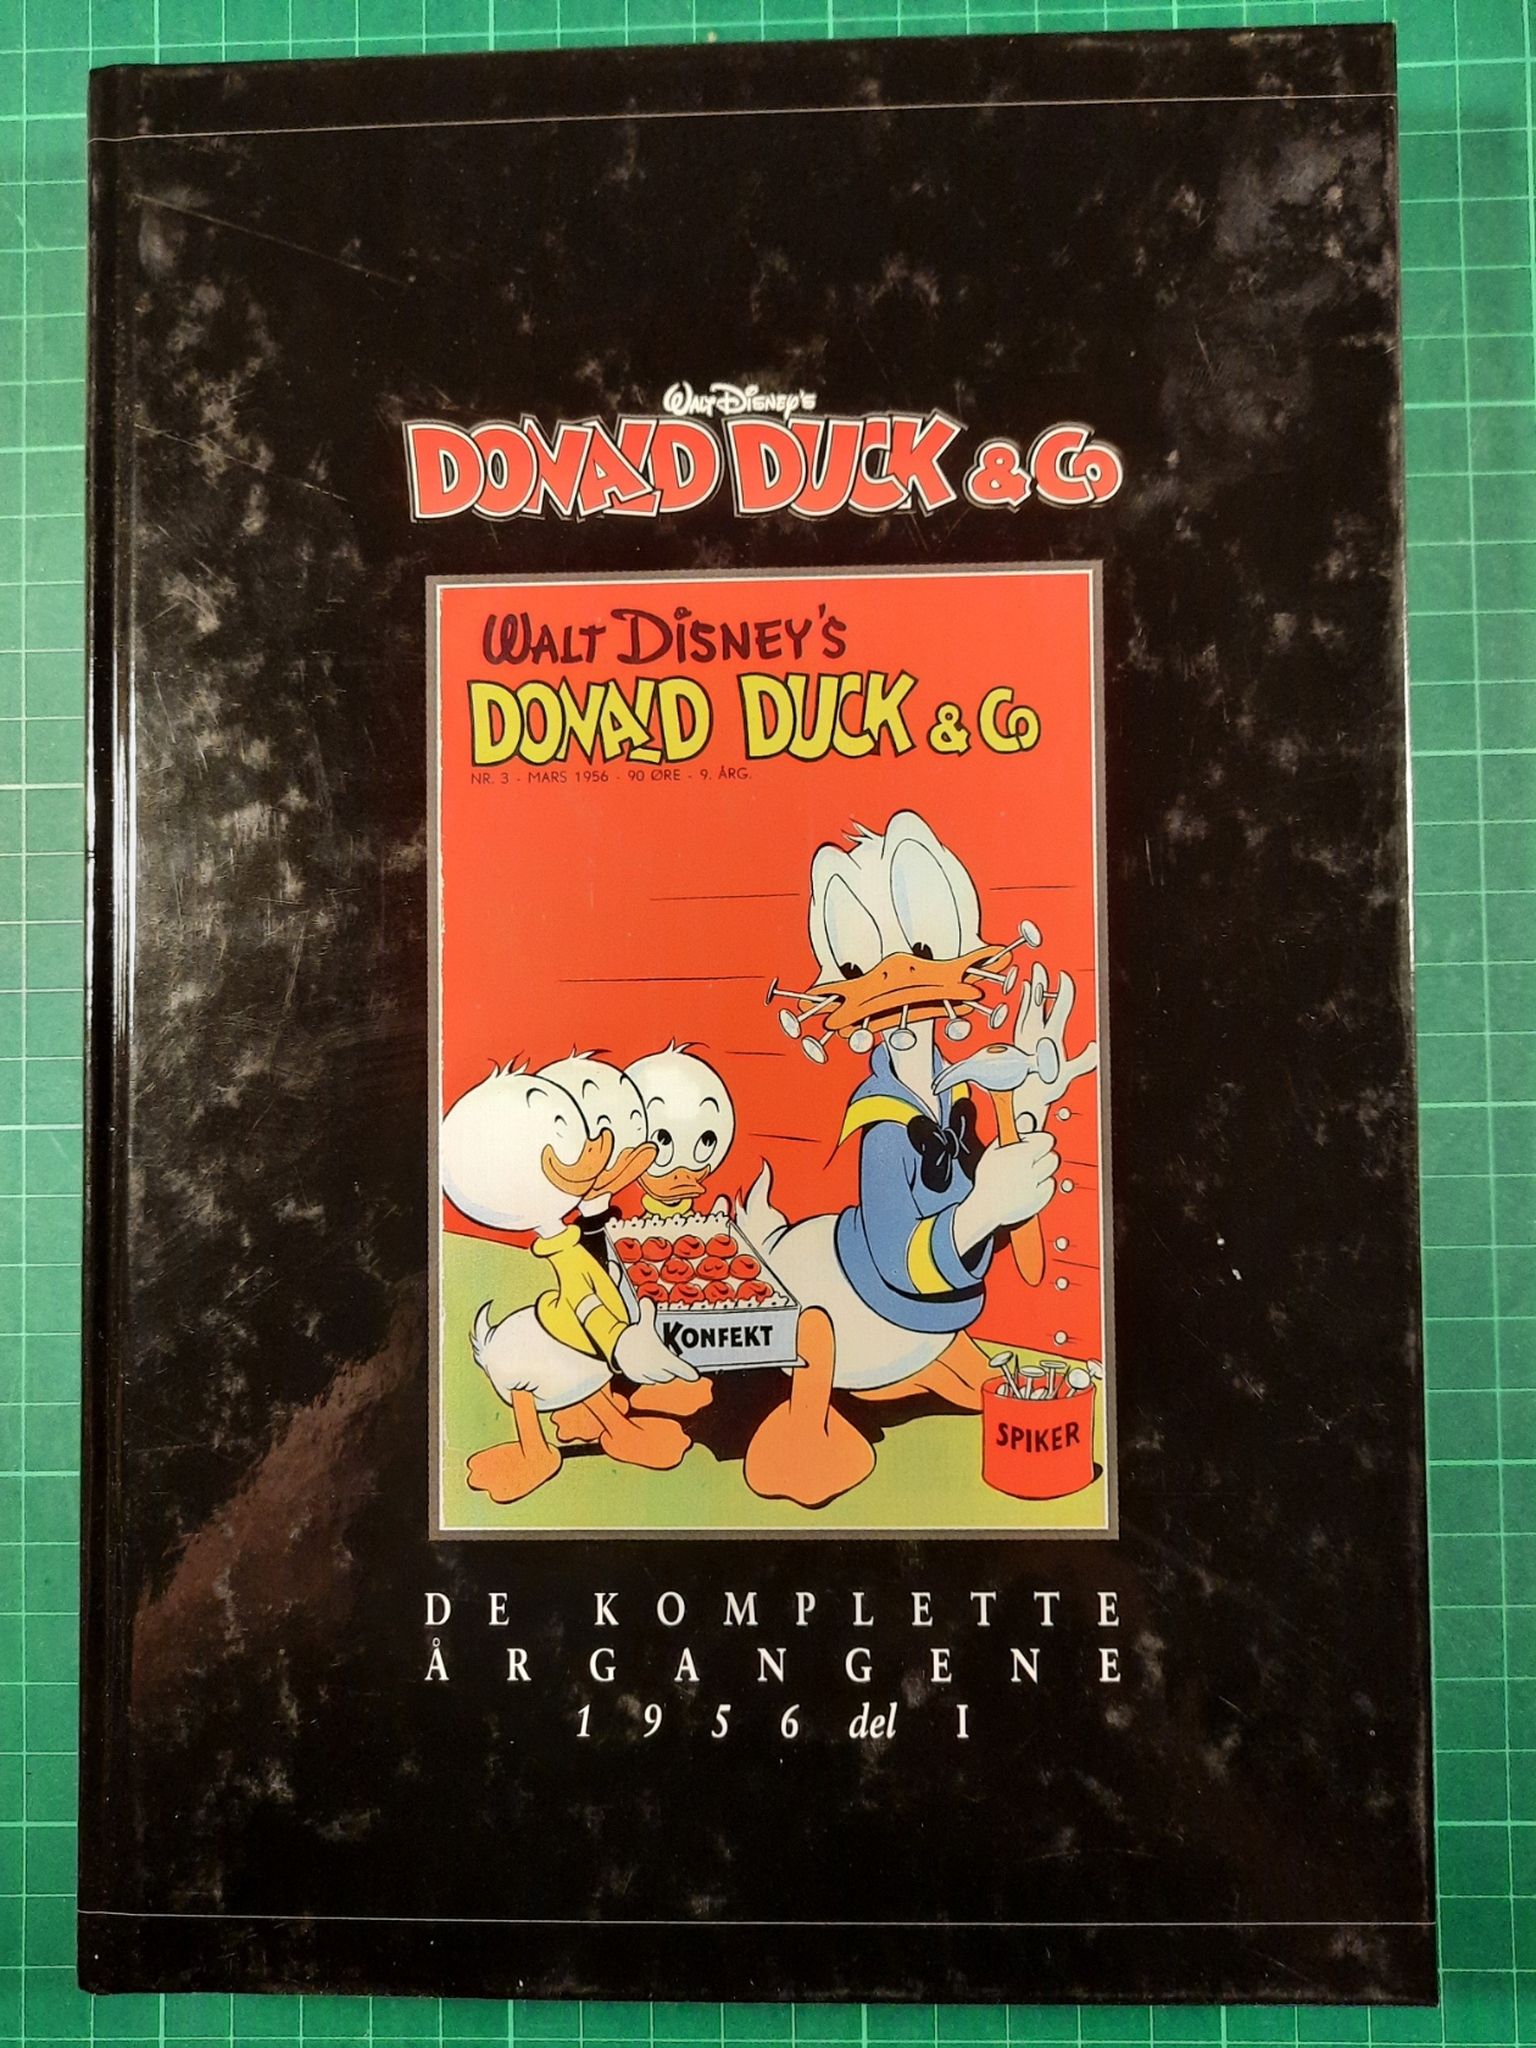 Walt Disney's
DONALD DUCK & Co
WALT DISNEY'S
DONALD DUCK & Co
NR. 3 - MARS 1956 - 90 ØRE - 9. ÅRG.
KONFEKT
SPIKER
DE KOMPLETTE
ÅRGANGENE
1956 del I